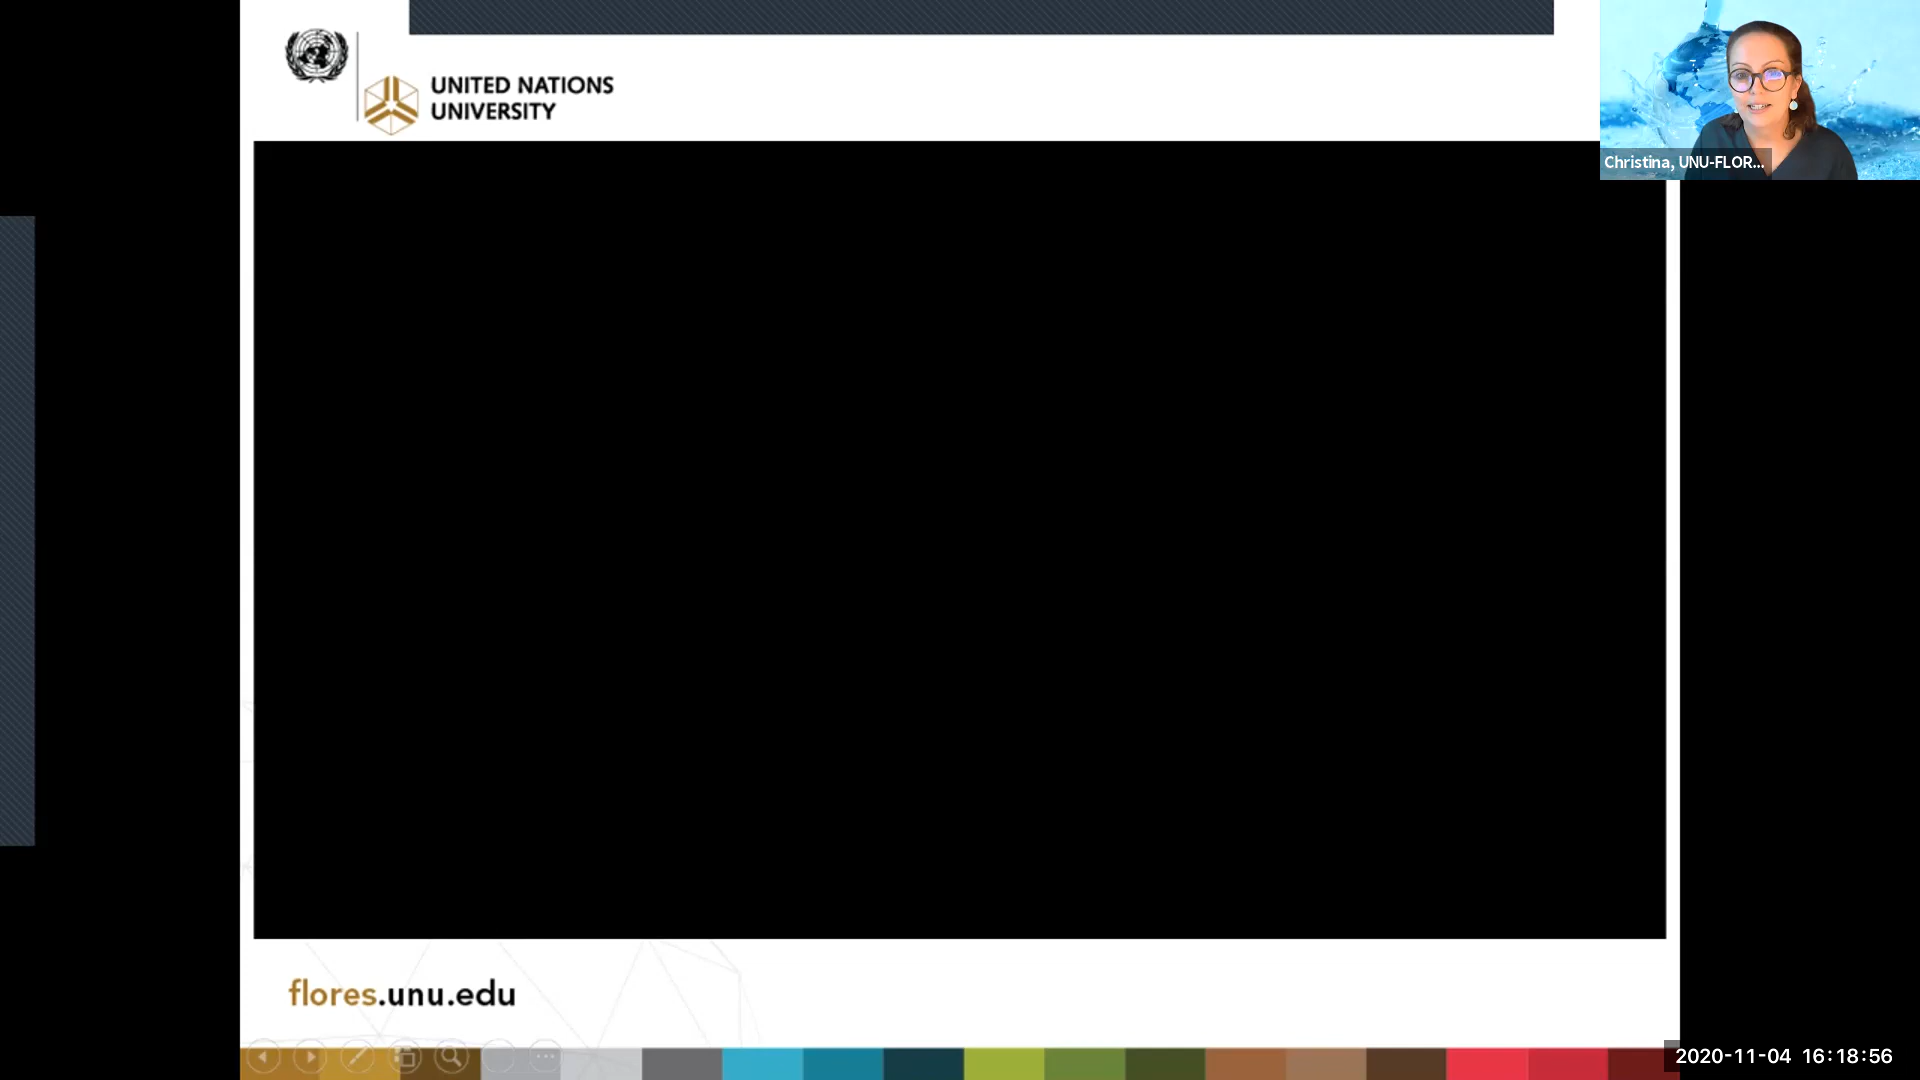 UNITED NATIONS
UNIVERSITY
Christina, UNU-FLOR...
flores.unu.edu
2020-11-04 16:18:56